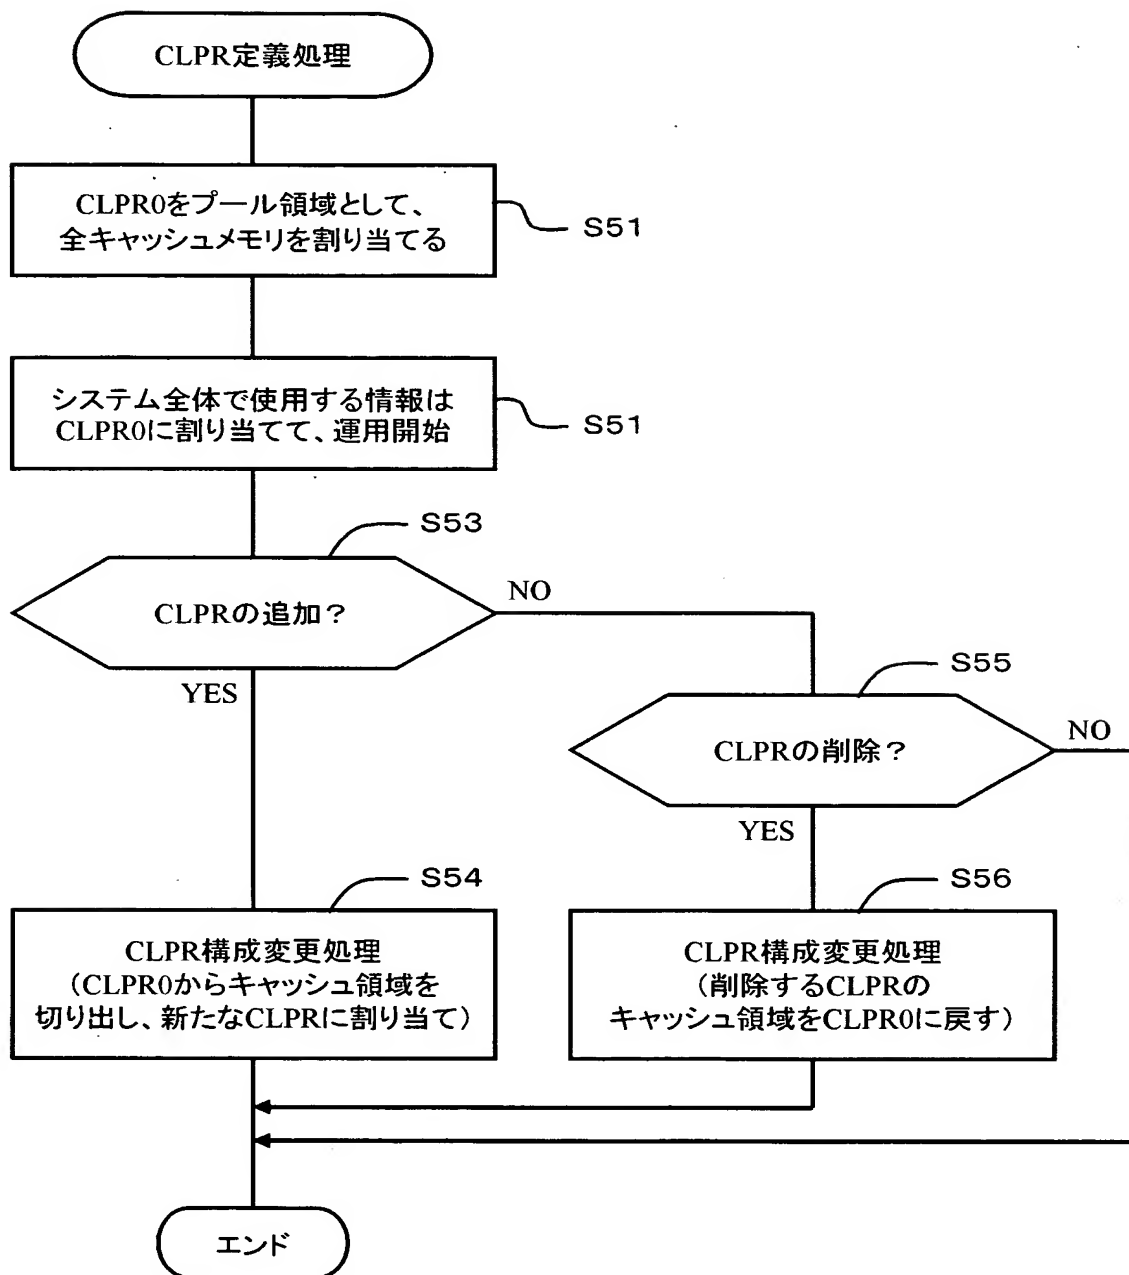 CLPR定義処理
CLPR0をプール領域として、
全キャッシュメモリを割り当てる
S51
システム全体で使用する情報は
CLPR0に割り当てて、運用開始
S51
S53
CLPRの追加?
NO
YES
S55
CLPRの削除?
NO
YES
S54
CLPR構成変更処理
(CLPR0からキャッシュ領域を
切り出し、新たなCLPRに割り当て)
S56
CLPR構成変更処理
(削除するCLPRの
キャッシュ領域をCLPR0に戻す)
エンド